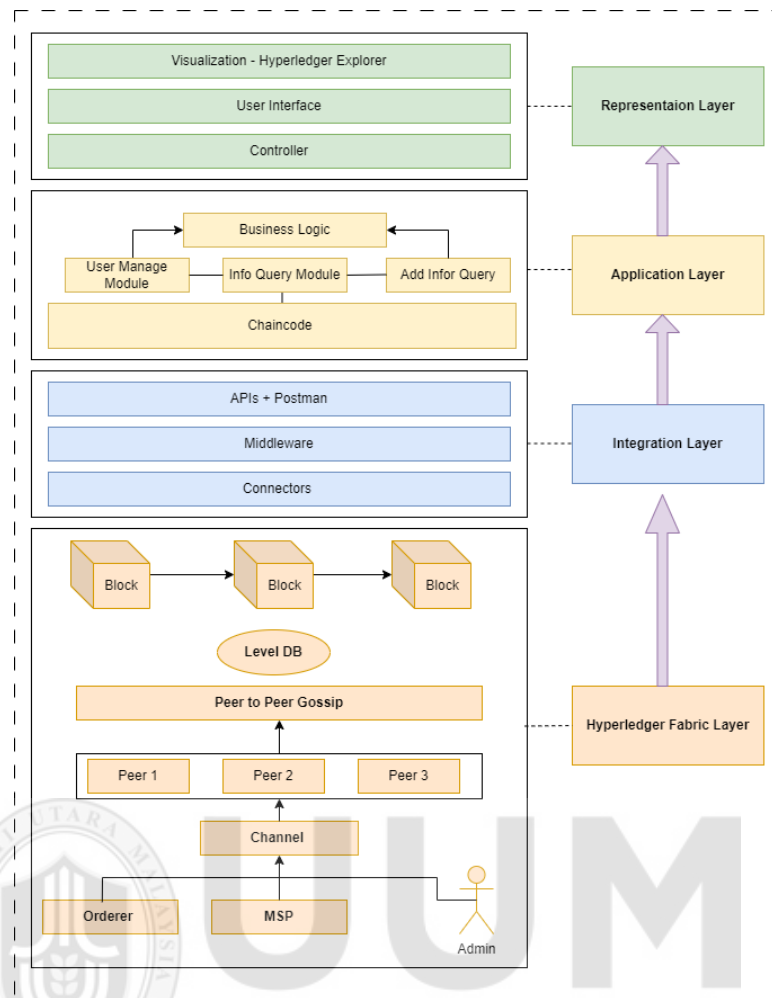 Visualization - Hyperledger Explorer
User Interface
Controller
Representaion Layer
Business Logic
User Manage
Module
Info Query Module
Add Infor Query
Chaincode
Application Layer
APIs + Postman
Middleware
Connectors
Integration Layer
Block
Block
Block
Level DB
Peer to Peer Gossip
Peer 1
Peer 2
Peer 3
Channel
Orderer
MSP
Admin
Hyperledger Fabric Layer
UTARA MALAYSIA
UUM